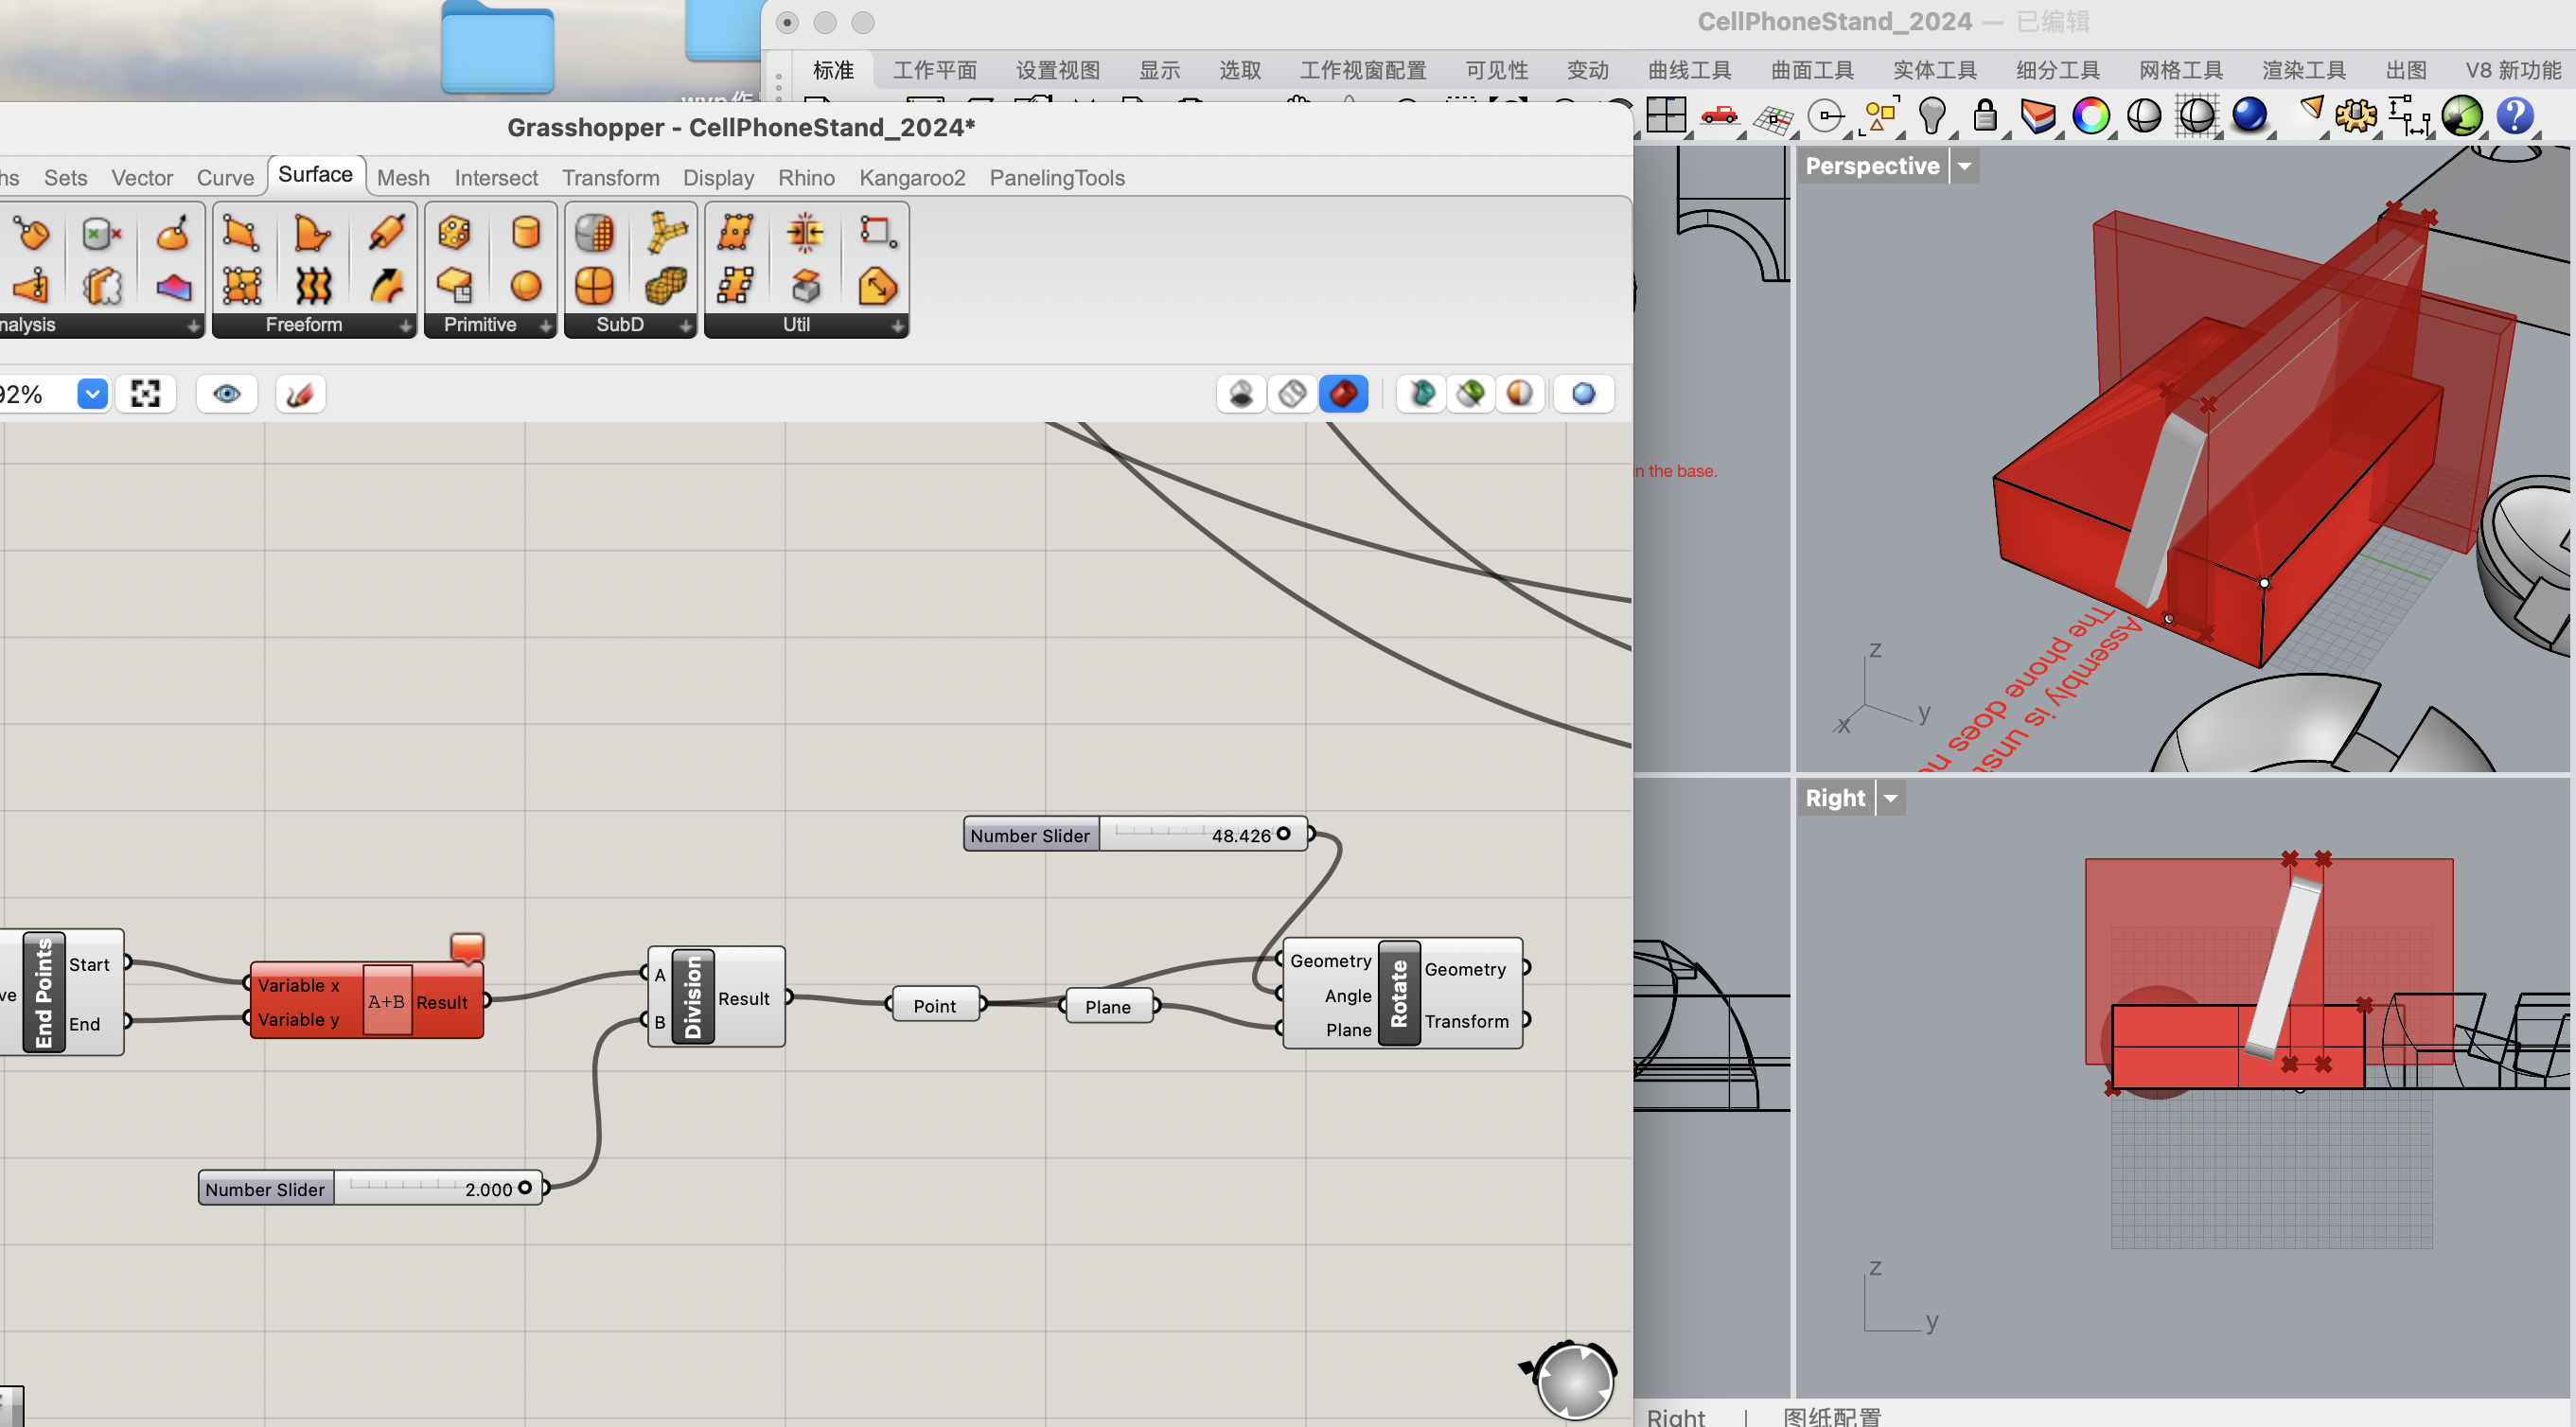 CellPhoneStand_2024 — 已编辑
标准 工作平面 设置视图 显示 选取 工作视窗配置 可见性 变动 曲线工具 曲面工具 实体工具 细分工具 网格工具 渲染工具 出图 V8 新功能
Grasshopper - CellPhoneStand_2024*
hs Sets Vector Curve Surface Mesh Intersect Transform Display Rhino Kangaroo2 PanelingTools
nalysis Freeform Primitive SubD Util
92%
Perspective
n the base.
Assembly is unst
The phone does no
z
y
x
Right
z
y
Number Slider 48.426
ve End Points Start End
Variable x
Variable y
A+B Result
A
B
Division Result
Point
Plane
Geometry
Angle
Plane
Rotate
Geometry
Transform
Number Slider 2.000
Right | 图纸配置